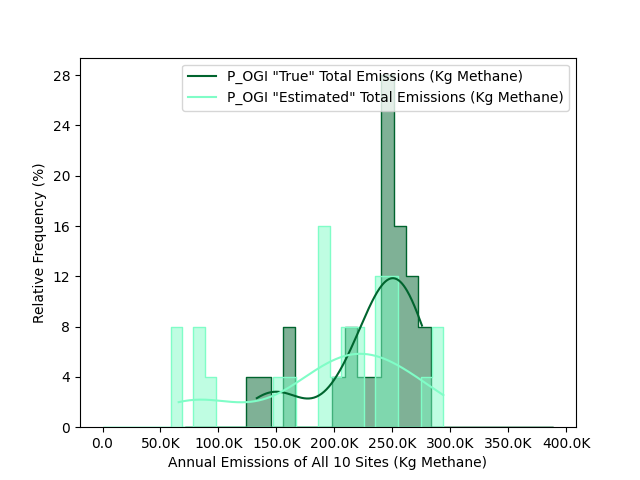 P_OGI "True" Total Emissions (Kg Methane)
P_OGI "Estimated" Total Emissions (Kg Methane)
28
24
20
16
12
8
4
0
Relative Frequency (%)
0.0 50.0K 100.0K 150.0K 200.0K 250.0K 300.0K 350.0K 400.0K
Annual Emissions of All 10 Sites (Kg Methane)